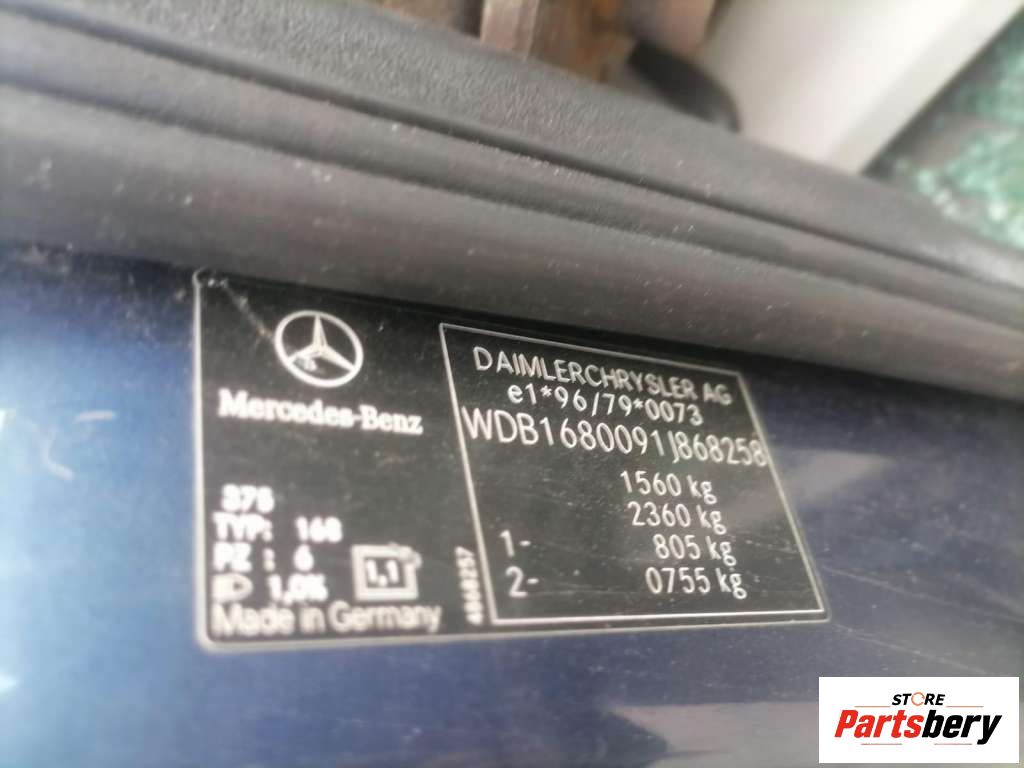 Mercedes-Benz
TYP: 168
PZ : 6
1,0%
1,1
Made in Germany
4868257
DAIMLERCHRYSLER AG
e1*96/79*0073
WDB1680091J868258
1560 kg
2360 kg
1- 805 kg
2- 0755 kg
STORE
Partsbery